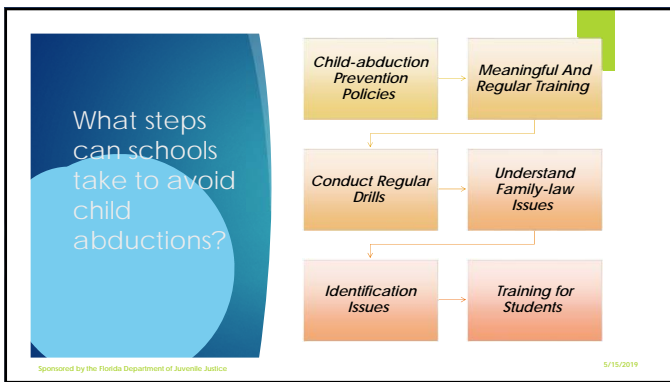 What steps
can schools
take to avoid
child
abductions?
Child-abduction
Prevention
Policies
Meaningful And
Regular Training
Conduct Regular
Drills
Understand
Family-law
Issues
Identification
Issues
Training for
Students
Sponsored by the Florida Department of Juvenile Justice
5/15/2019